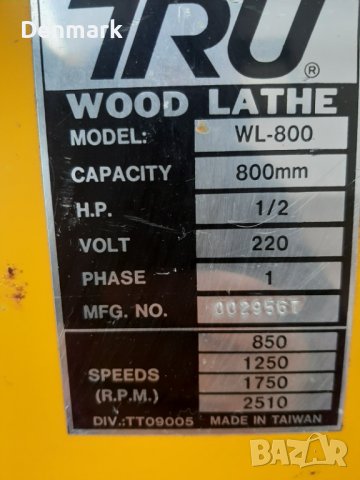 Denmark
TRU ®
WOOD LATHE
MODEL: WL-800
CAPACITY 800mm
H.P. 1/2
VOLT 220
PHASE 1
MFG. NO.
SPEEDS (R.P.M.)
850
1250
1750
2510
DIV.:TT09005 MADE IN TAIWAN
BAZAR